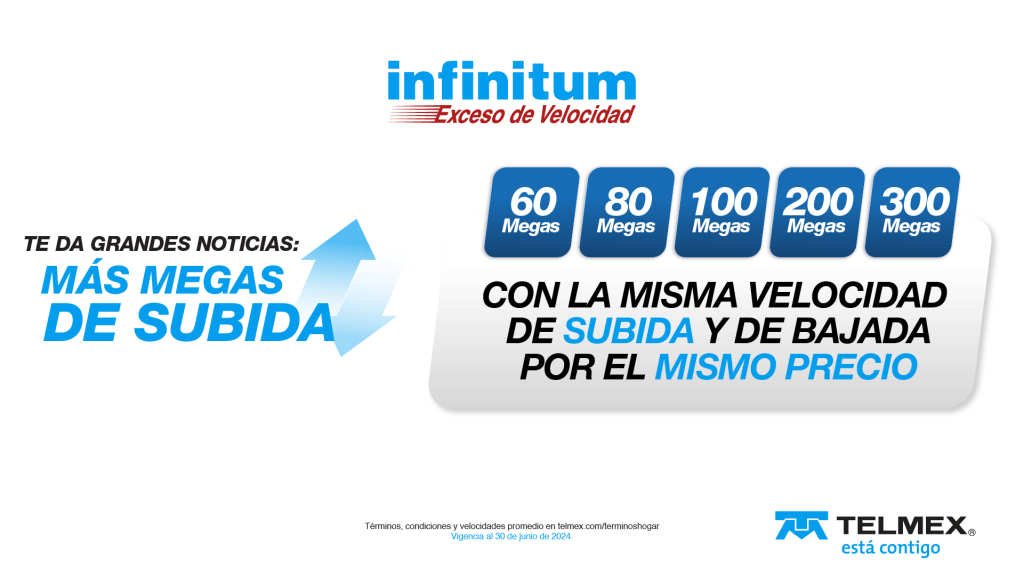 infinitum
Exceso de Velocidad
TE DA GRANDES NOTICIAS:
MÁS MEGAS
DE SUBIDA
60 Megas
80 Megas
100 Megas
200 Megas
300 Megas
CON LA MISMA VELOCIDAD
DE SUBIDA Y DE BAJADA
POR EL MISMO PRECIO
Términos, condiciones y velocidades promedio en telmex.com/terminoshogar
Vigencia al 30 de junio de 2024.
TELMEX®
está contigo